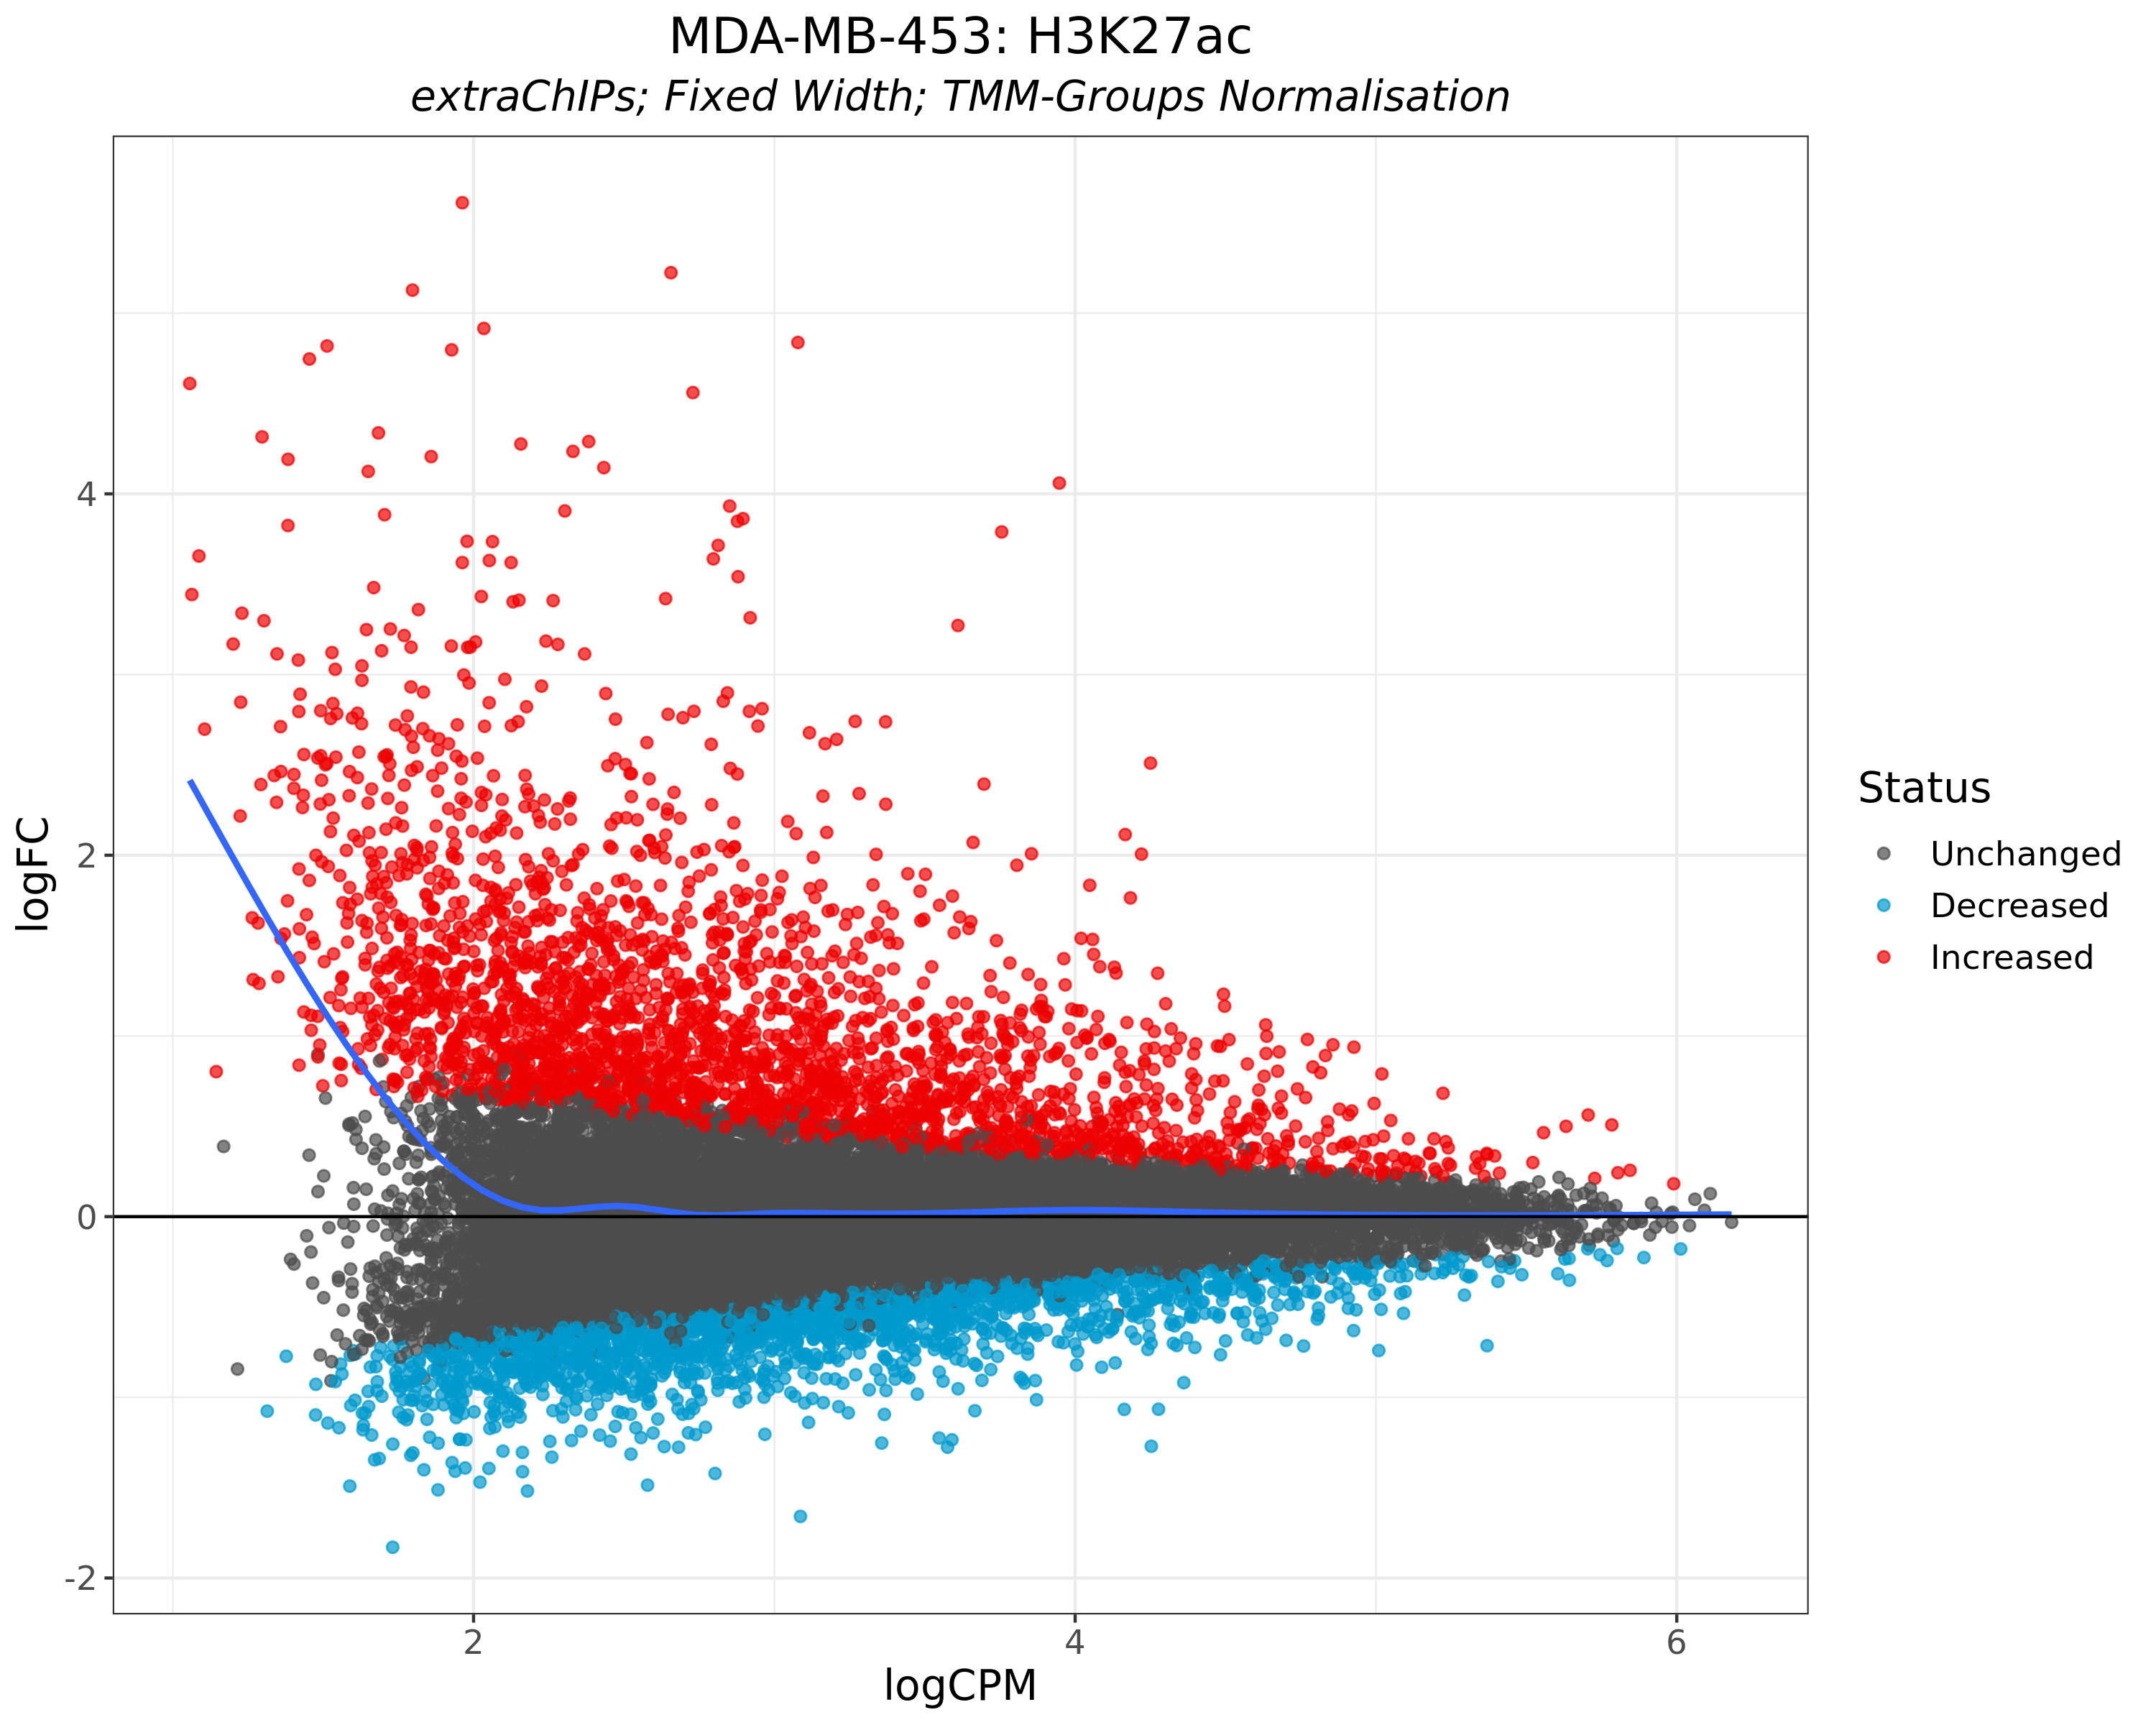 MDA-MB-453: H3K27ac
extraChIPs; Fixed Width; TMM-Groups Normalisation
4
2
0
-2
logFC
2
4
6
logCPM
Status
Unchanged
Decreased
Increased